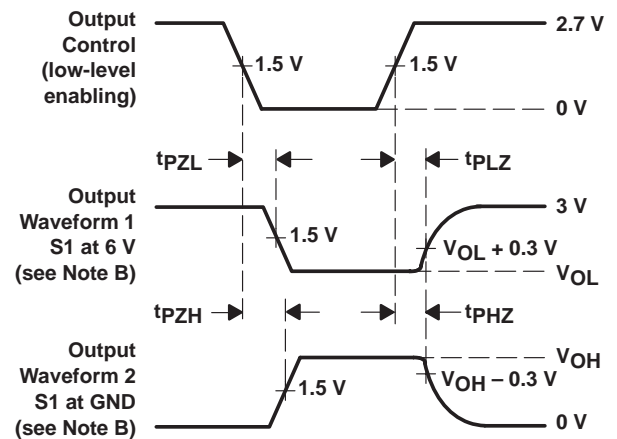 Output
Control
(low-level
enabling)
2.7 V
1.5 V
1.5 V
0 V
tPZL
tPLZ
Output
Waveform 1
S1 at 6 V
(see Note B)
3 V
1.5 V
VOL + 0.3 V
VOL
tPZH
tPHZ
Output
Waveform 2
S1 at GND
(see Note B)
VOH
VOH – 0.3 V
1.5 V
0 V